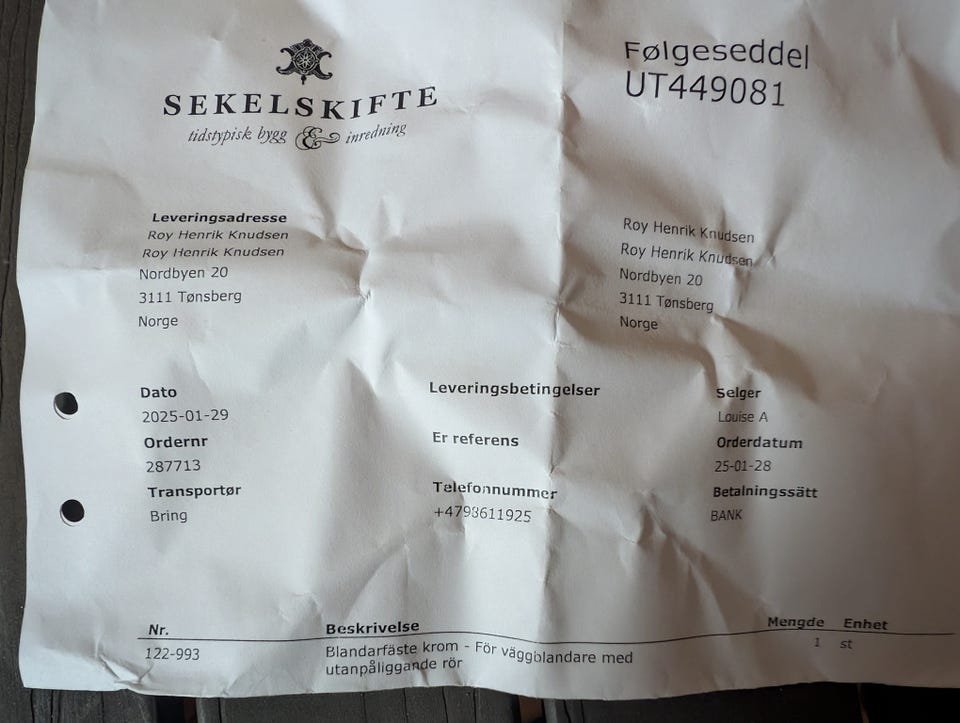 SEKELSKIFTE
tidstypisk bygg & inredning
Følgeseddel
UT449081
Leveringsadresse
Roy Henrik Knudsen
Roy Henrik Knudsen
Nordbyen 20
3111 Tønsberg
Norge
Roy Henrik Knudsen
Roy Henrik Knudsen
Nordbyen 20
3111 Tønsberg
Norge
Dato
2025-01-29
Ordernr
287713
Transportør
Bring
Leveringsbetingelser
Er referens
Telefonnummer
+4798611925
Selger
Louise A
Orderdatum
25-01-28
Betalningssätt
BANK
Nr. Beskrivelse Mengde Enhet
122-993 Blandarfäste krom - För väggblandare med 1 st
utanpåliggande rör